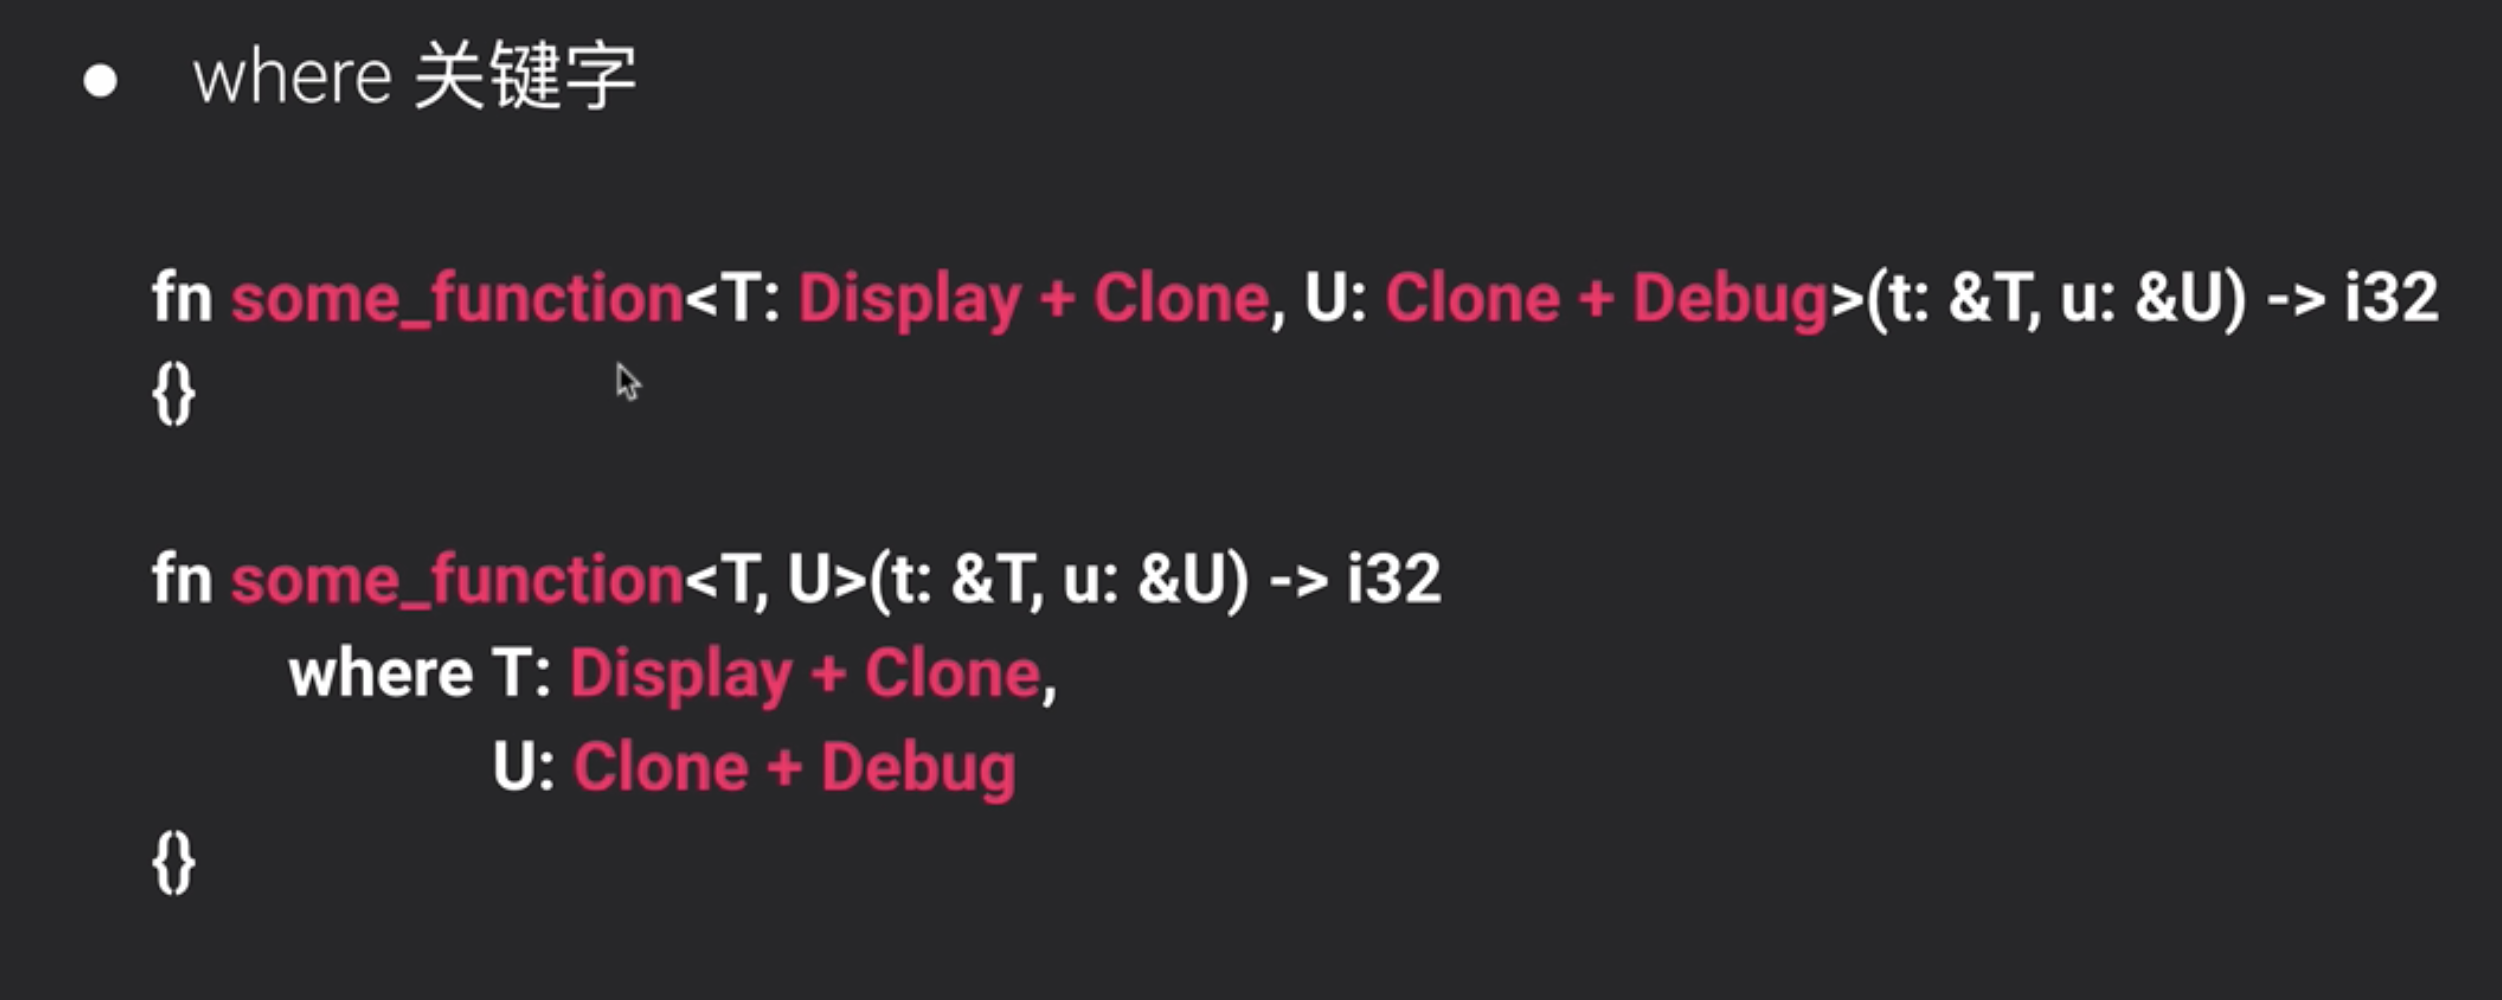 ● where 关键字
fn some_function<T: Display + Clone, U: Clone + Debug>(t: &T, u: &U) -> i32
{}
fn some_function<T, U>(t: &T, u: &U) -> i32
where T: Display + Clone,
U: Clone + Debug
{}